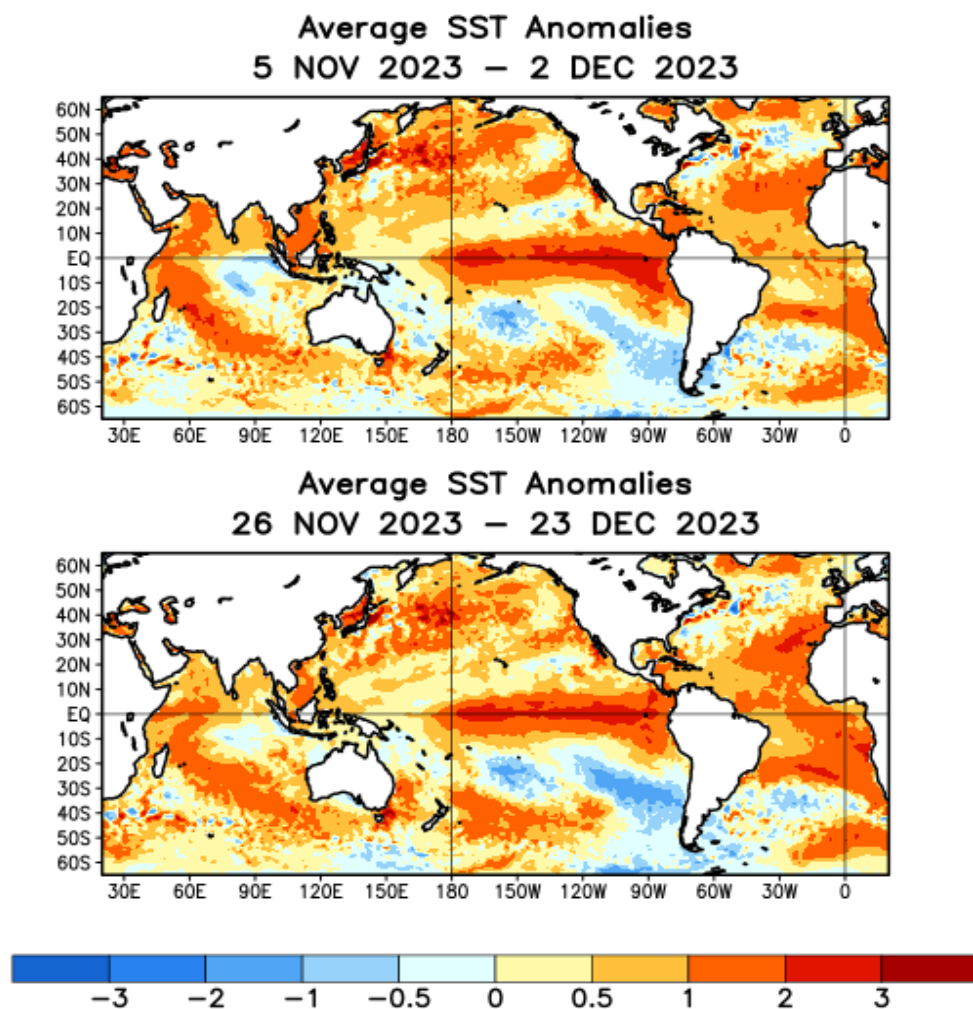 Average SST Anomalies
5 NOV 2023 – 2 DEC 2023
60N
50N
40N
30N
20N
10N
EQ
10S
20S
30S
40S
50S
60S
30E 60E 90E 120E 150E 180 150W 120W 90W 60W 30W 0
Average SST Anomalies
26 NOV 2023 – 23 DEC 2023
60N
50N
40N
30N
20N
10N
EQ
10S
20S
30S
40S
50S
60S
30E 60E 90E 120E 150E 180 150W 120W 90W 60W 30W 0
−3 −2 −1 −0.5 0 0.5 1 2 3